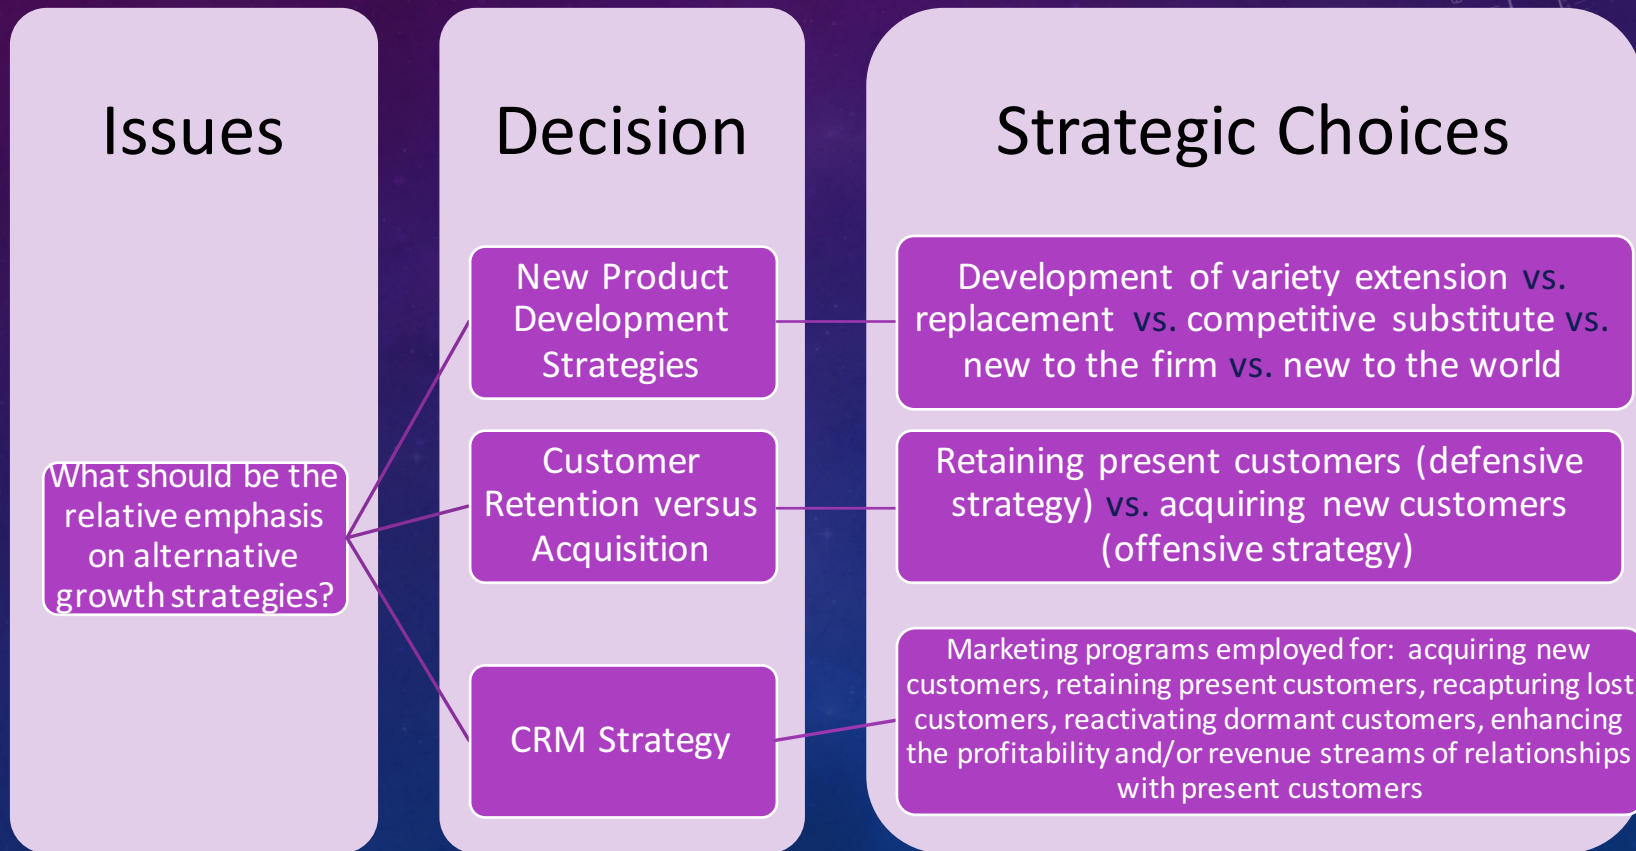 Issues
What should be the
relative emphasis
on alternative
growth strategies?
Decision
New Product
Development
Strategies
Customer
Retention versus
Acquisition
CRM Strategy
Strategic Choices
Development of variety extension vs.
replacement vs. competitive substitute vs.
new to the firm vs. new to the world
Retaining present customers (defensive
strategy) vs. acquiring new customers
(offensive strategy)
Marketing programs employed for: acquiring new
customers, retaining present customers, recapturing lost
customers, reactivating dormant customers, enhancing
the profitability and/or revenue streams of relationships
with present customers